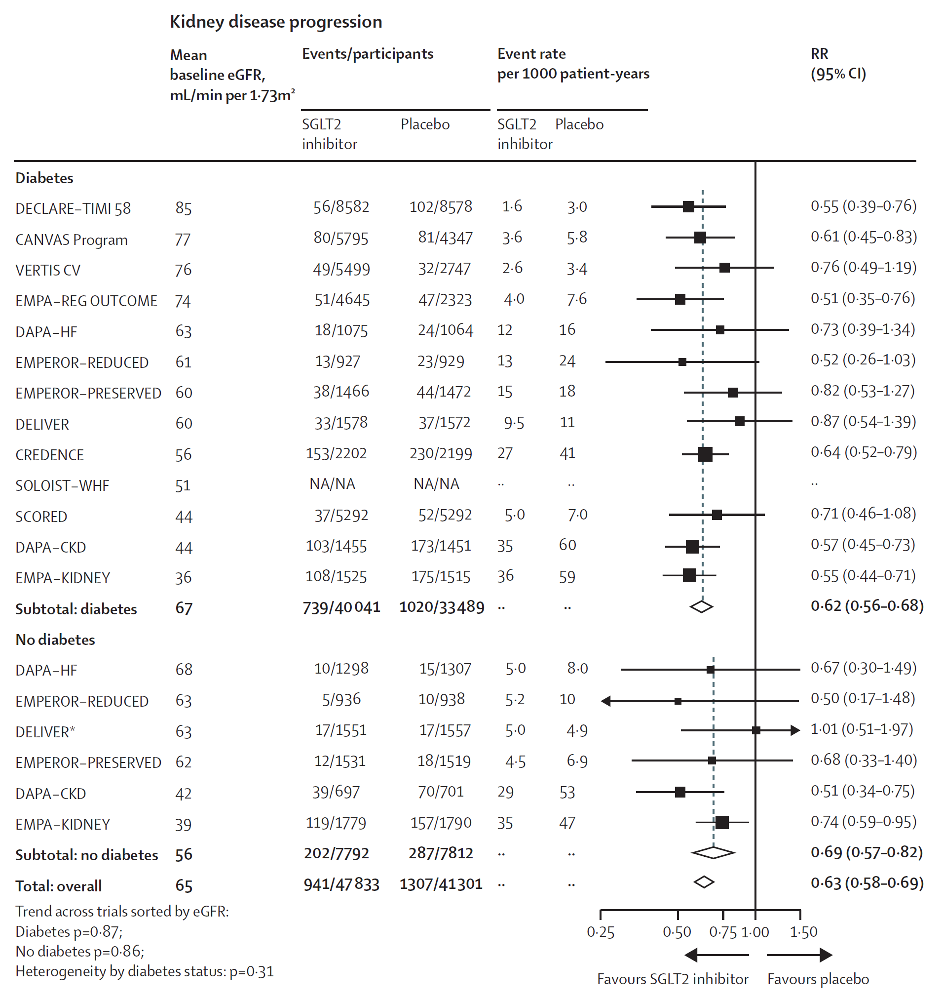 Kidney disease progression
Mean baseline eGFR, mL/min per 1·73m² Events/participants Event rate per 1000 patient-years RR (95% CI)
SGLT2 inhibitor Placebo SGLT2 inhibitor Placebo
Diabetes
DECLARE–TIMI 58 85 56/8582 102/8578 1·6 3·0 0·55 (0·39–0·76)
CANVAS Program 77 80/5795 81/4347 3·6 5·8 0·61 (0·45–0·83)
VERTIS CV 76 49/5499 32/2747 2·6 3·4 0·76 (0·49–1·19)
EMPA–REG OUTCOME 74 51/4645 47/2323 4·0 7·6 0·51 (0·35–0·76)
DAPA–HF 63 18/1075 24/1064 12 16 0·73 (0·39–1·34)
EMPEROR–REDUCED 61 13/927 23/929 13 24 0·52 (0·26–1·03)
EMPEROR–PRESERVED 60 38/1466 44/1472 15 18 0·82 (0·53–1·27)
DELIVER 60 33/1578 37/1572 9·5 11 0·87 (0·54–1·39)
CREDENCE 56 153/2202 230/2199 27 41 0·64 (0·52–0·79)
SOLOIST–WHF 51 NA/NA NA/NA ·· ·· ··
SCORED 44 37/5292 52/5292 5·0 7·0 0·71 (0·46–1·08)
DAPA–CKD 44 103/1455 173/1451 35 60 0·57 (0·45–0·73)
EMPA–KIDNEY 36 108/1525 175/1515 36 59 0·55 (0·44–0·71)
Subtotal: diabetes 67 739/40 041 1020/33 489 ·· ·· 0·62 (0·56–0·68)
No diabetes
DAPA–HF 68 10/1298 15/1307 5·0 8·0 0·67 (0·30–1·49)
EMPEROR–REDUCED 63 5/936 10/938 5·2 10 0·50 (0·17–1·48)
DELIVER* 63 17/1551 17/1557 5·0 4·9 1·01 (0·51–1·97)
EMPEROR–PRESERVED 62 12/1531 18/1519 4·5 6·9 0·68 (0·33–1·40)
DAPA–CKD 42 39/697 70/701 29 53 0·51 (0·34–0·75)
EMPA–KIDNEY 39 119/1779 157/1790 35 47 0·74 (0·59–0·95)
Subtotal: no diabetes 56 202/7792 287/7812 ·· ·· 0·69 (0·57–0·82)
Total: overall 65 941/47 833 1307/41 301 ·· ·· 0·63 (0·58–0·69)
Trend across trials sorted by eGFR:
Diabetes p=0·87;
No diabetes p=0·86;
Heterogeneity by diabetes status: p=0·31
0·25 0·50 0·75 1·00 1·50
Favours SGLT2 inhibitor Favours placebo